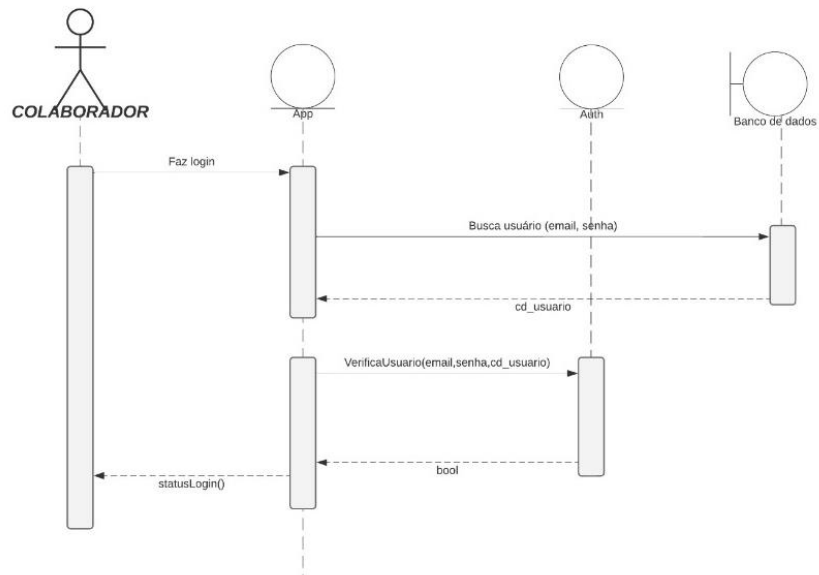 COLABORADOR
App
Auth
Banco de dados
Faz login
Busca usuário (email, senha)
cd_usuario
VerificaUsuario(email,senha,cd_usuario)
bool
statusLogin()